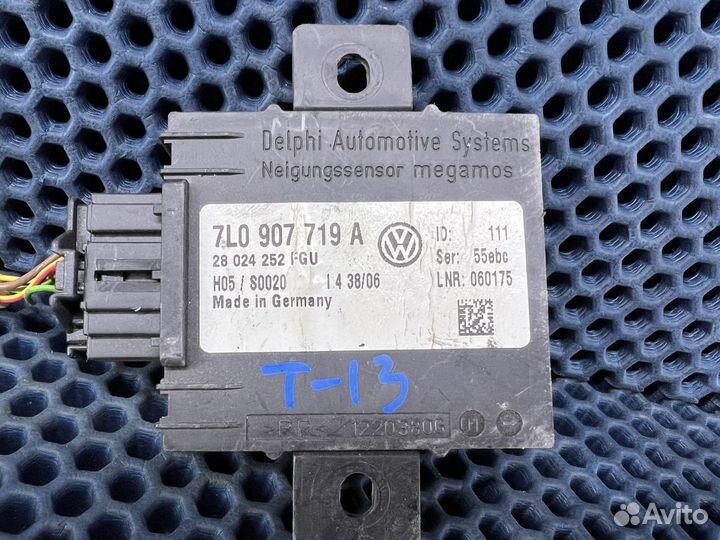 Delphi Automotive Systems
Neigungssensor megamos
7L0 907 719 A
ID: 111
28 024 252 FGU
Ser: 55ebc
H05 / S0020 I 4 38/06
LNR: 060175
Made in Germany
T-13
Avito